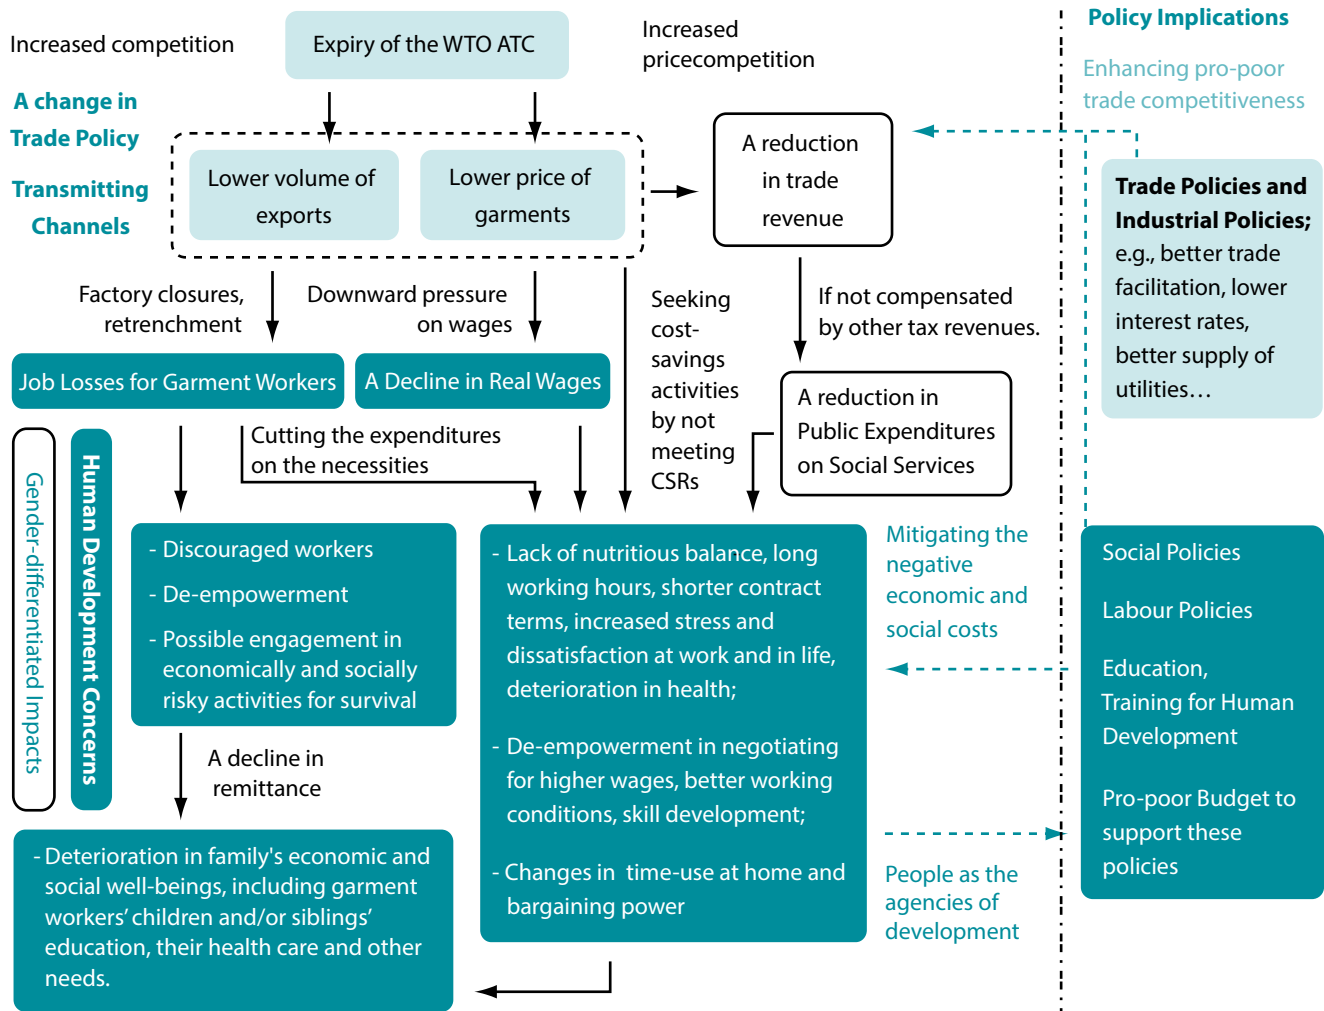 Increased competition
Expiry of the WTO ATC
Increased
pricecompetition
Policy Implications
Enhancing pro-poor
trade competitiveness
A change in
Trade Policy
Transmitting
Channels
Lower volume of
exports
Lower price of
garments
A reduction
in trade
revenue
Trade Policies and
Industrial Policies;
e.g., better trade
facilitation, lower
interest rates,
better supply of
utilities…
Factory closures,
retrenchment
Downward pressure
on wages
Seeking
cost-
savings
activities
by not
meeting
CSRs
If not compensated
by other tax revenues.
Job Losses for Garment Workers
A Decline in Real Wages
A reduction in
Public Expenditures
on Social Services
Cutting the expenditures
on the necessities
Gender-differentiated Impacts
Human Development Concerns
- Discouraged workers
- De-empowerment
- Possible engagement in
economically and socially
risky activities for survival
- Lack of nutritious balance, long
working hours, shorter contract
terms, increased stress and
dissatisfaction at work and in life,
deterioration in health;
- De-empowerment in negotiating
for higher wages, better working
conditions, skill development;
- Changes in time-use at home and
bargaining power
Mitigating the
negative
economic and
social costs
Social Policies
Labour Policies
Education,
Training for Human
Development
Pro-poor Budget to
support these
policies
A decline in
remittance
- Deterioration in family's economic and
social well-beings, including garment
workers' children and/or siblings'
education, their health care and other
needs.
People as the
agencies of
development